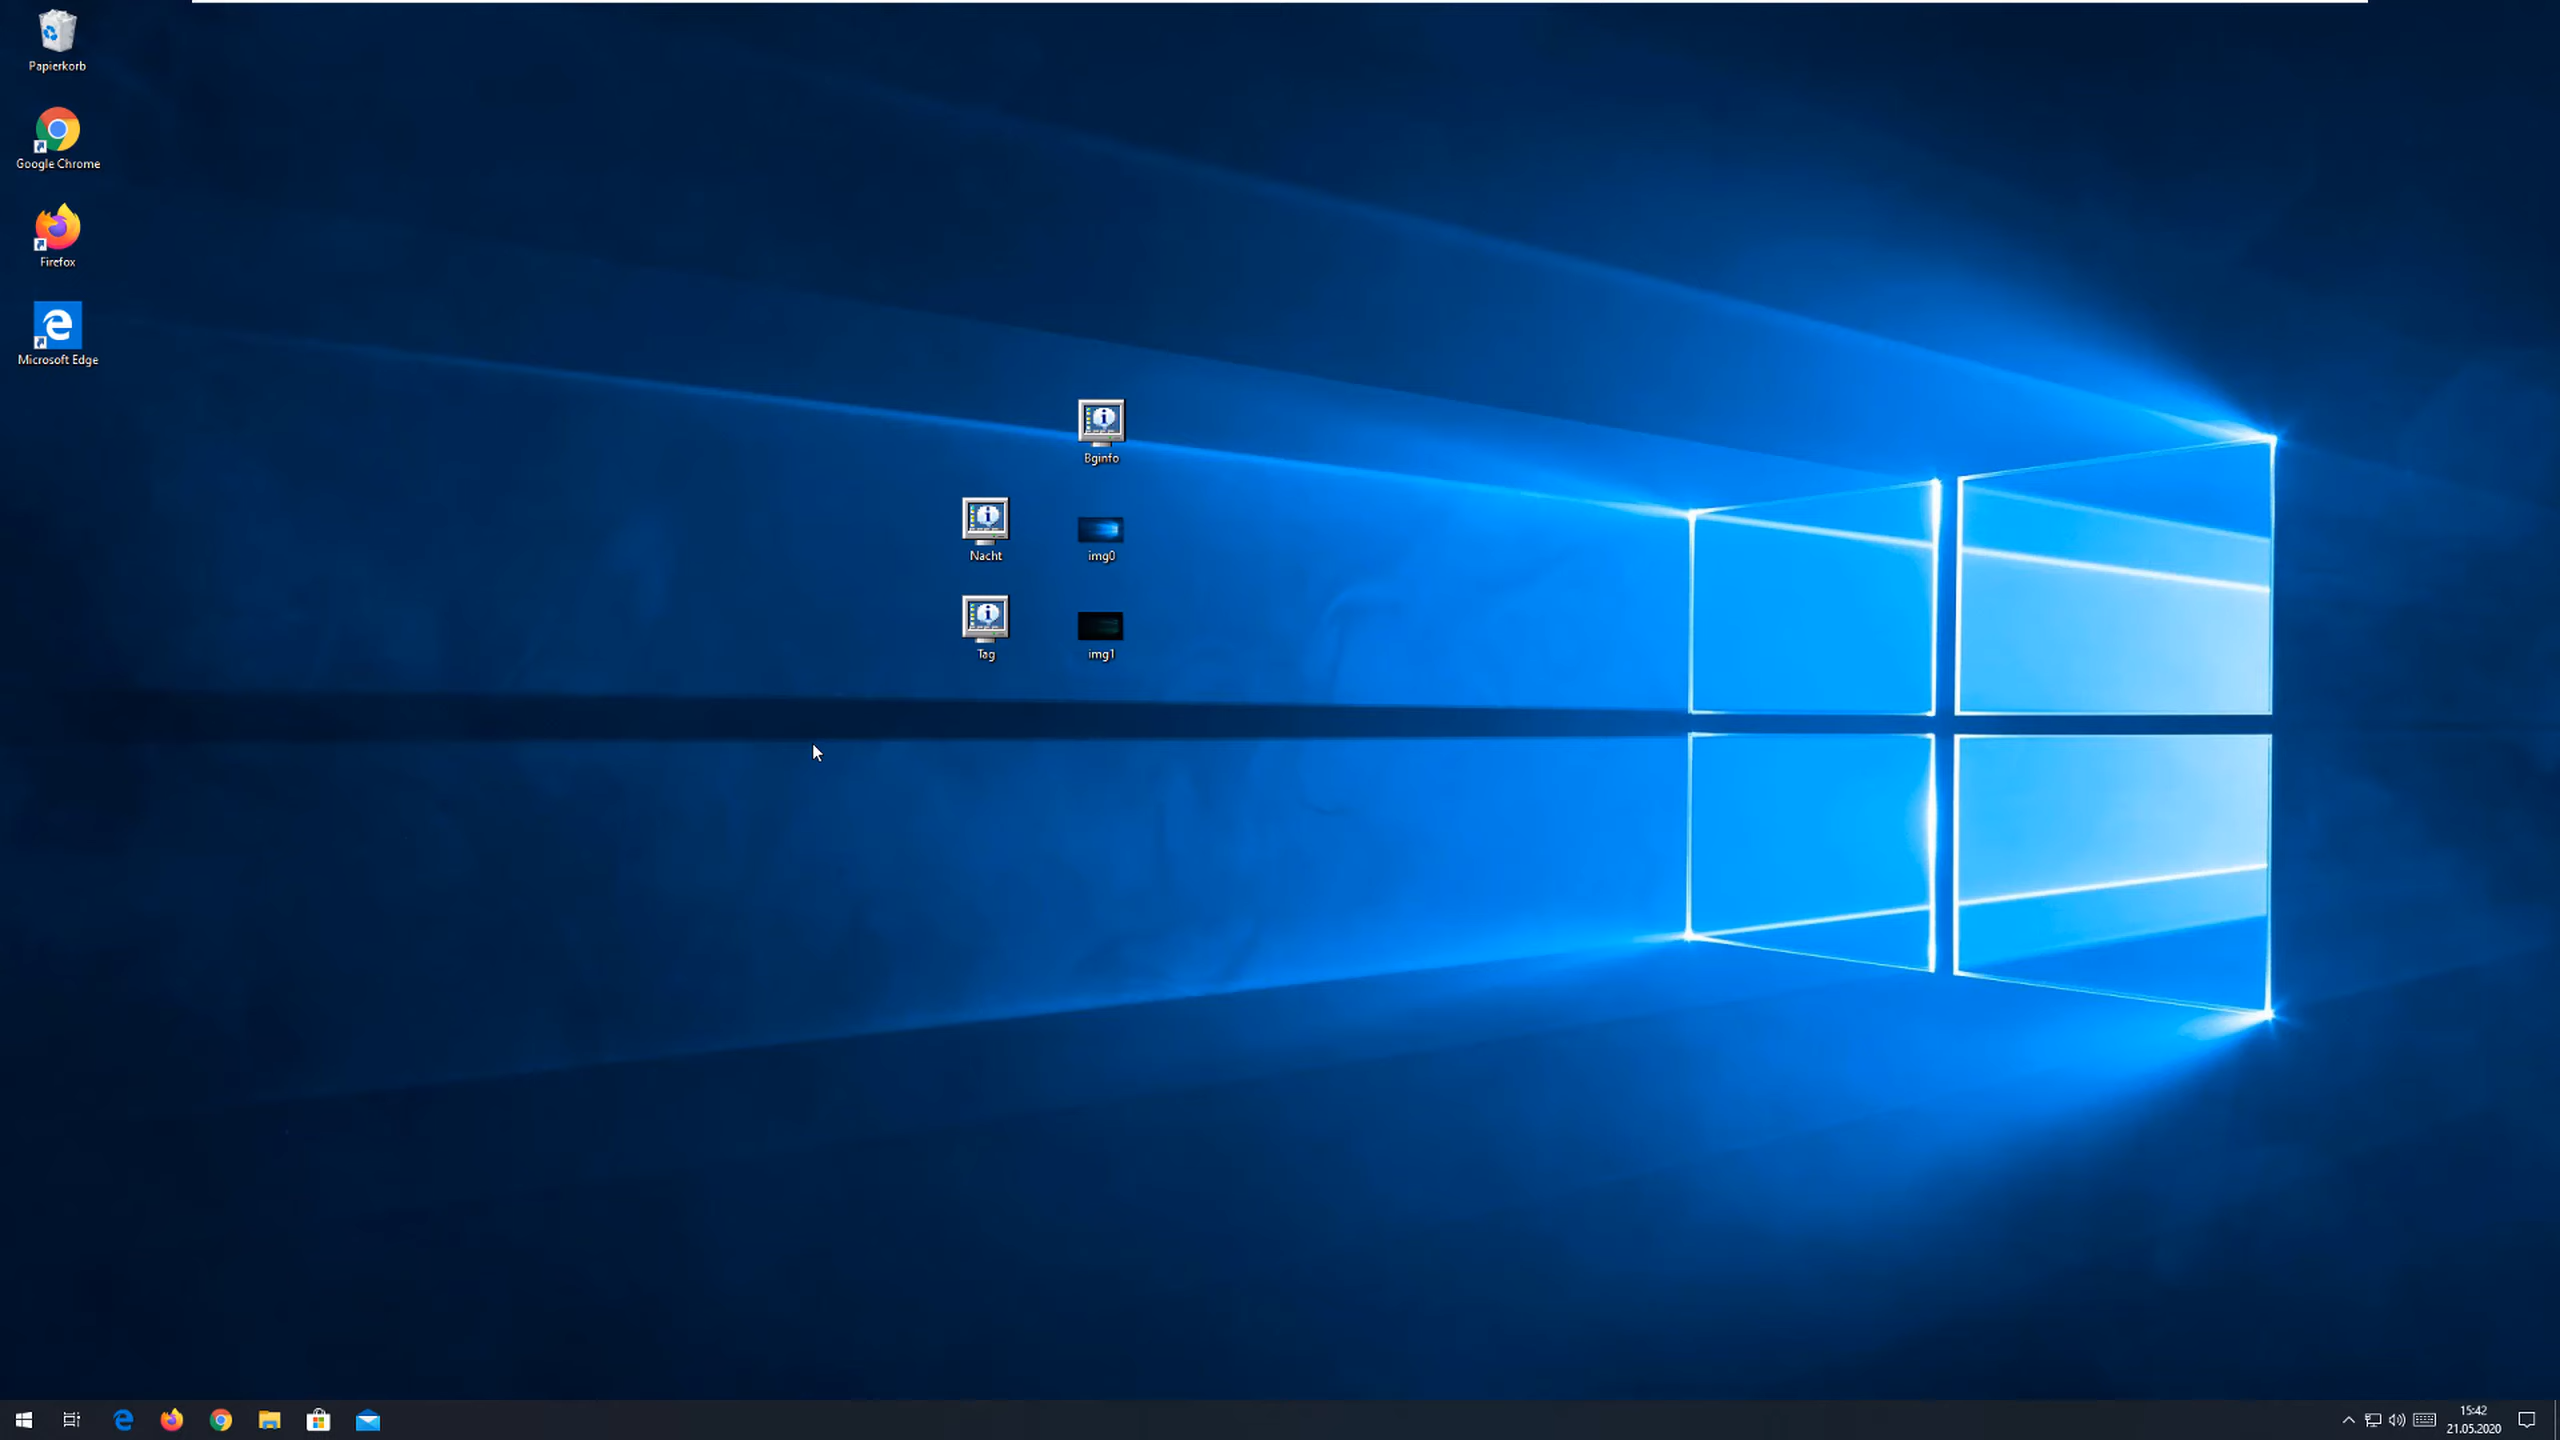 Papierkorb
Google Chrome
Firefox
Microsoft Edge
Bginfo
Nacht
img0
Tag
img1
15:42
21.05.2020